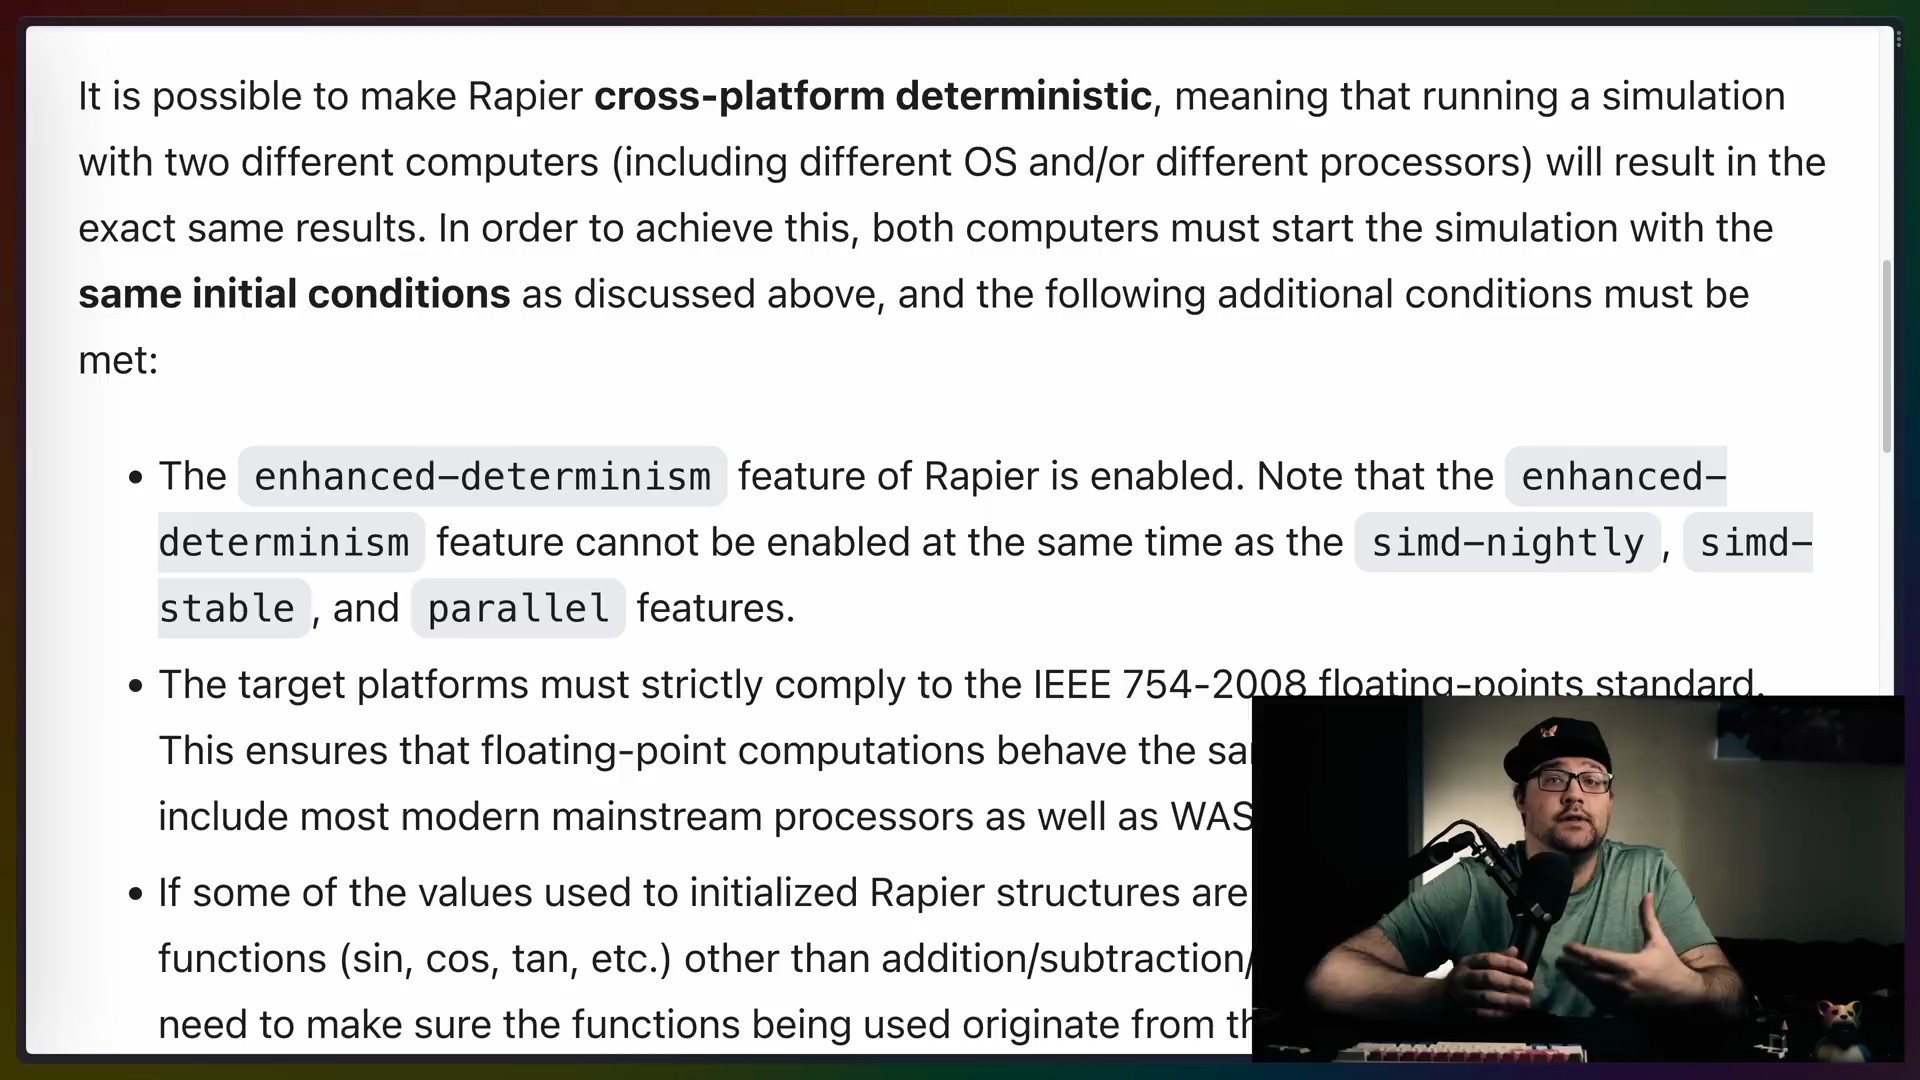 It is possible to make Rapier cross-platform deterministic, meaning that running a simulation
with two different computers (including different OS and/or different processors) will result in the
exact same results. In order to achieve this, both computers must start the simulation with the
same initial conditions as discussed above, and the following additional conditions must be
met:
• The enhanced-determinism feature of Rapier is enabled. Note that the enhanced-
determinism feature cannot be enabled at the same time as the simd-nightly, simd-
stable, and parallel features.
• The target platforms must strictly comply to the IEEE 754-2008 floating-points standard.
This ensures that floating-point computations behave the
include most modern mainstream processors as well as
• If some of the values used to initialized Rapier structures are
functions (sin, cos, tan, etc.) other than addition/subtraction/
need to make sure the functions being used originate from